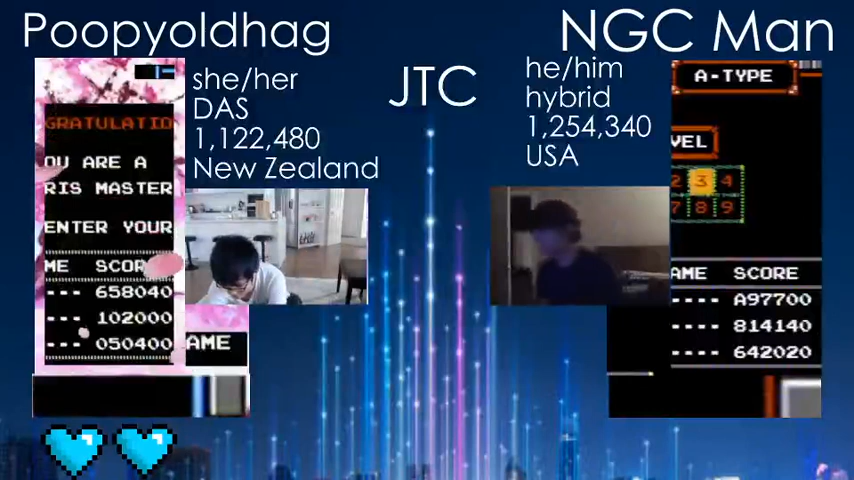 Poopyoldhag
she/her
DAS
1,122,480
New Zealand
JTC
NGC Man
he/him
hybrid
1,254,340
USA
GRATULATIO
OU ARE A
RIS MASTER
ENTER YOUR
ME SCOR
--- 658040
--- 102000
--- 050400
AME
A-TYPE
VEL
2 3 4
7 8 9
AME SCORE
---- A97700
---- 814140
---- 642020